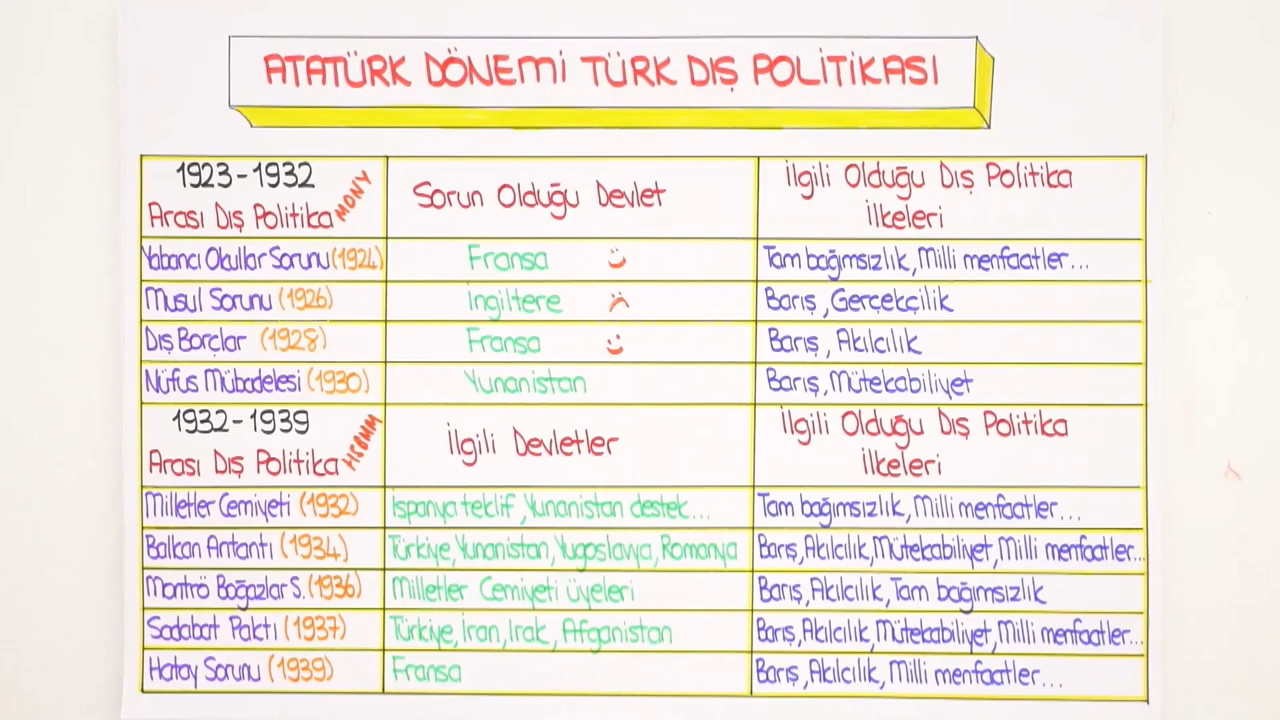 ATATÜRK DÖNEMİ TÜRK DIŞ POLİTİKASI
1923-1932
Arası Dış Politika
MONY
Sorun Olduğu Devlet
İlgili Olduğu Dış Politika
İlkeleri
Yabancı Okullar Sorunu (1924)
Fransa
Tam bağımsızlık, Milli menfaatler...
Musul Sorunu (1926)
İngiltere
Barış, Gerçekçilik
Dış Borçlar (1928)
Fransa
Barış, Akılcılık
Nüfus Mübadelesi (1930)
Yunanistan
Barış, Mütekabiliyet
1932-1939
Arası Dış Politika
İlgili Devletler
İlgili Olduğu Dış Politika
İlkeleri
Milletler Cemiyeti (1932)
İspanya teklif, Yunanistan destek...
Tam bağımsızlık, Milli menfaatler...
Balkan Antantı (1934)
Türkiye, Yunanistan, Yugoslavya, Romanya
Barış, Akılcılık, Mütekabiliyet, Milli menfaatler...
Montrö Boğazlar S. (1936)
Milletler Cemiyeti üyeleri
Barış, Akılcılık, Tam bağımsızlık
Sadabat Paktı (1937)
Türkiye, İran, Irak, Afganistan
Barış, Akılcılık, Mütekabiliyet, Milli menfaatler...
Hatay Sorunu (1939)
Fransa
Barış, Akılcılık, Milli menfaatler...